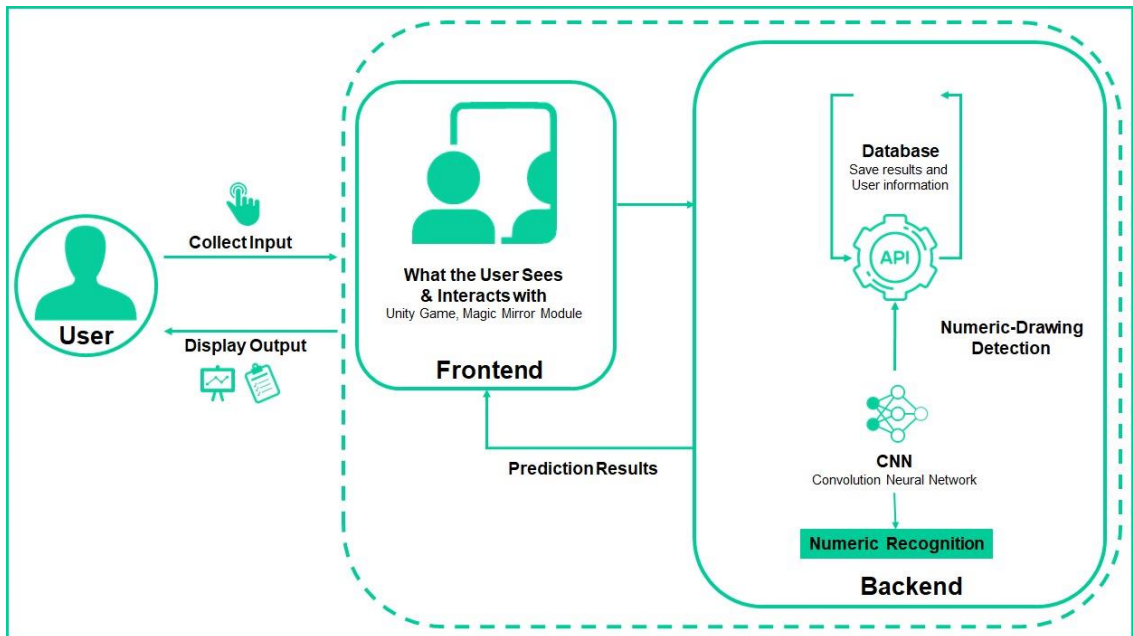 User
Collect Input
Display Output
What the User Sees
& Interacts with
Unity Game, Magic Mirror Module
Frontend
Prediction Results
Database
Save results and
User information
API
Numeric-Drawing
Detection
CNN
Convolution Neural Network
Numeric Recognition
Backend